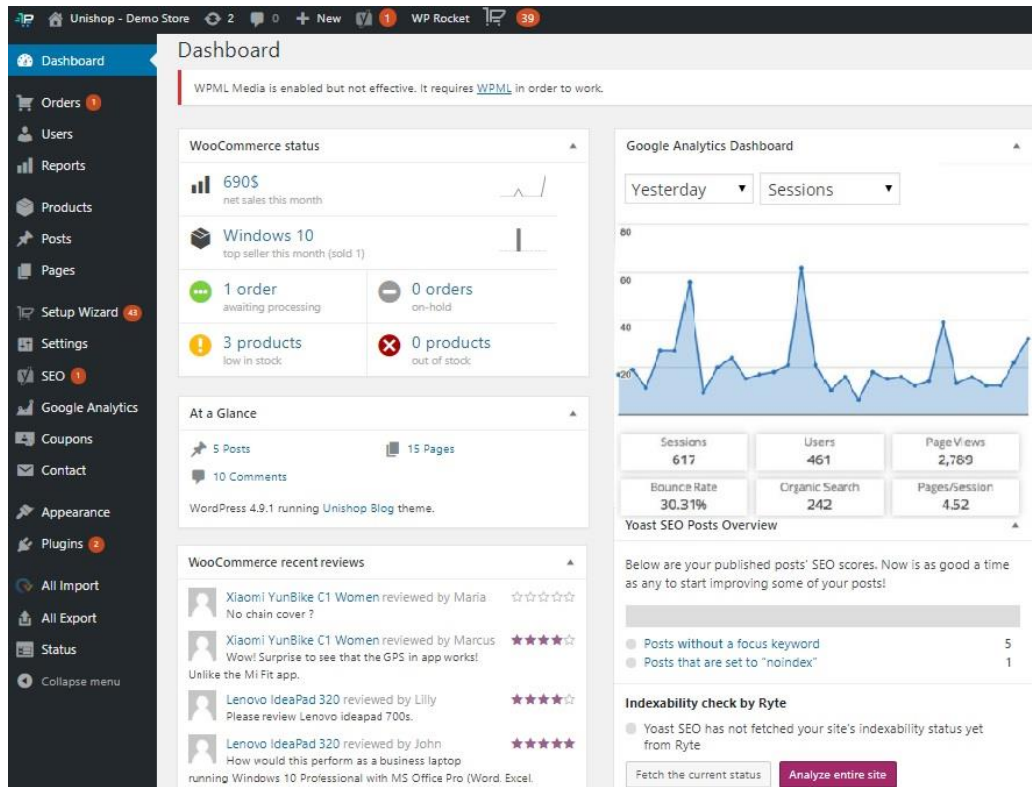 Unishop - Demo Store 2 0 New 1 WP Rocket 39
Dashboard
Orders 1
Users
Reports
Products
Posts
Pages
Setup Wizard 43
Settings
SEO 1
Google Analytics
Coupons
Contact
Appearance
Plugins 2
All Import
All Export
Status
Collapse menu
Dashboard
WPML Media is enabled but not effective. It requires WPML in order to work.
WooCommerce status
690$
net sales this month
Windows 10
top seller this month (sold 1)
1 order
awaiting processing
0 orders
on-hold
3 products
low in stock
0 products
out of stock
At a Glance
5 Posts
15 Pages
10 Comments
WordPress 4.9.1 running Unishop Blog theme.
WooCommerce recent reviews
Xiaomi YunBike C1 Women reviewed by Maria
No chain cover ?
Xiaomi YunBike C1 Women reviewed by Marcus
Wow! Surprise to see that the GPS in app works!
Unlike the Mi Fit app.
Lenovo IdeaPad 320 reviewed by Lilly
Please review Lenovo ideapad 700s.
Lenovo IdeaPad 320 reviewed by John
How would this perform as a business laptop
running Windows 10 Professional with MS Office Pro (Word, Excel,
Google Analytics Dashboard
Yesterday
Sessions
80
60
40
20
Sessions
617
Users
461
Page Views
2,789
Bounce Rate
30.31%
Organic Search
242
Pages/Session
4.52
Yoast SEO Posts Overview
Below are your published posts' SEO scores. Now is as good a time
as any to start improving some of your posts!
Posts without a focus keyword 5
Posts that are set to "noindex" 1
Indexability check by Ryte
Yoast SEO has not fetched your site's indexability status yet
from Ryte
Fetch the current status
Analyze entire site